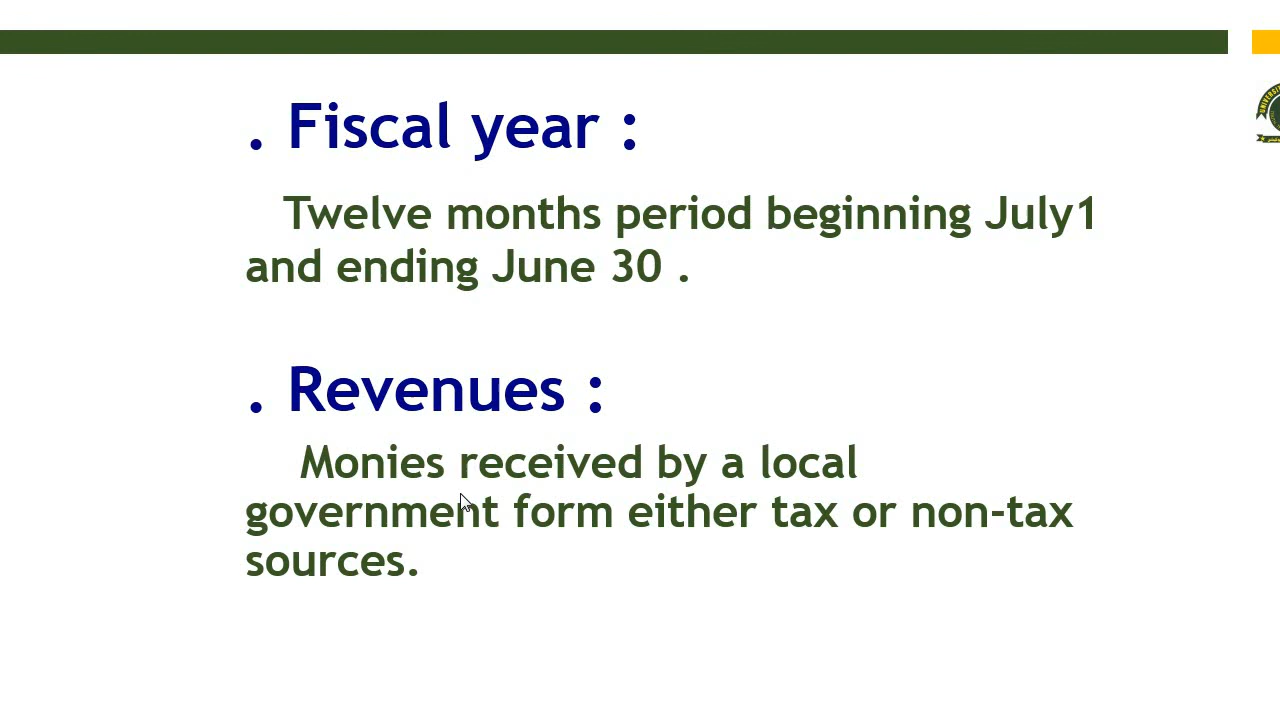 . Fiscal year :
Twelve months period beginning July1
and ending June 30 .
. Revenues :
Monies received by a local
government form either tax or non-tax
sources.